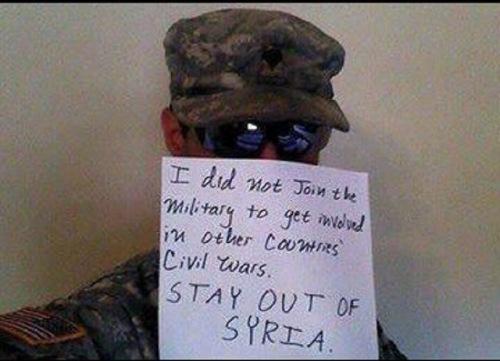 I did not Join the
Military to get involved
in other Countries'
Civil Wars.
STAY OUT OF
SYRIA.